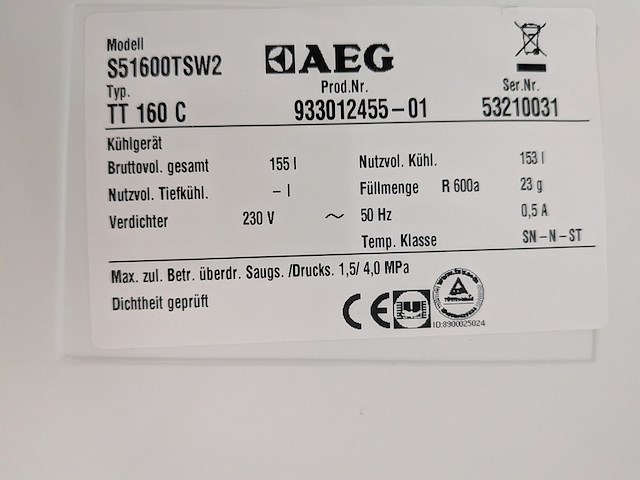 Modell
S51600TSW2
AEG
Typ.
TT 160 C
Prod.Nr.
933012455-01
Ser.Nr.
53210031
Kühlgerät
Bruttovol. gesamt 155 l
Nutzvol. Kühl. 153 l
Nutzvol. Tiefkühl. – l
Füllmenge R 600a 23 g
Verdichter 230 V ~ 50 Hz 0,5 A
Temp. Klasse SN-N-ST
Max. zul. Betr. überdr. Saugs. /Drucks. 1,5/ 4,0 MPa
Dichtheit geprüft
CE
ID:8900025024